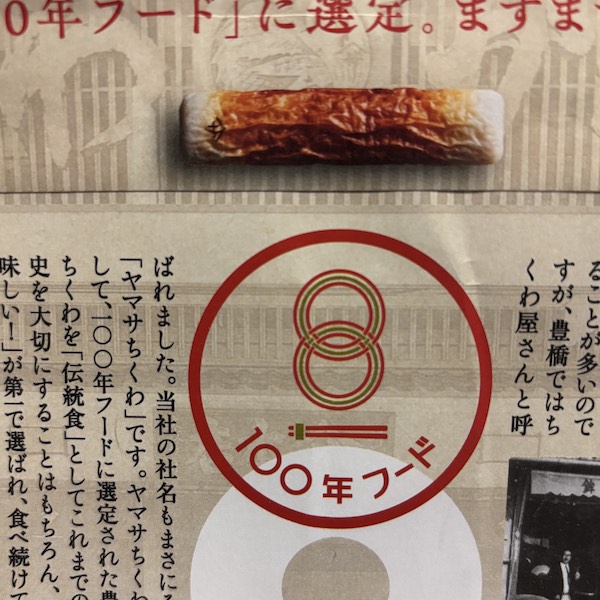 0年フード」に選定。ますます
ることが多いので
すが、豊橋ではち
くわ屋さんと呼
100年フード
ばれました。当社の社名もまさに
「ヤマサちくわ」です。ヤマサちくわ
して、一〇〇年フードに選定された豊
ちくわを「伝統食」としてこれまでの
史を大切にすることはもちろん、
味しい!」が第一で選ばれ、食べ続けて